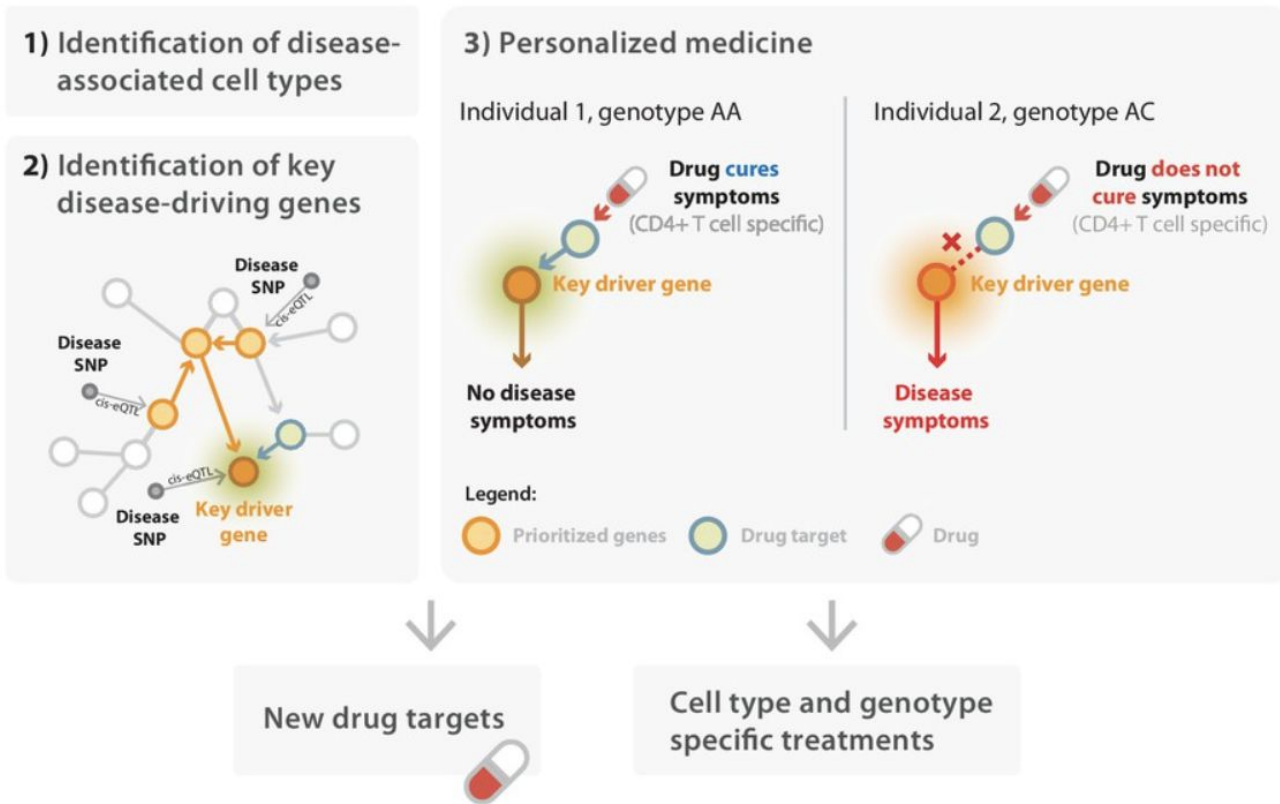 1) Identification of disease-
associated cell types
2) Identification of key
disease-driving genes
Disease
SNP
cis-eQTL
Disease
SNP
cis-eQTL
cis-eQTL
Disease
SNP
Key driver
gene
3) Personalized medicine
Individual 1, genotype AA
Drug cures
symptoms
(CD4+ T cell specific)
Key driver gene
No disease
symptoms
Individual 2, genotype AC
Drug does not
cure symptoms
(CD4+ T cell specific)
Key driver gene
Disease
symptoms
Legend:
Prioritized genes
Drug target
Drug
New drug targets
Cell type and genotype
specific treatments